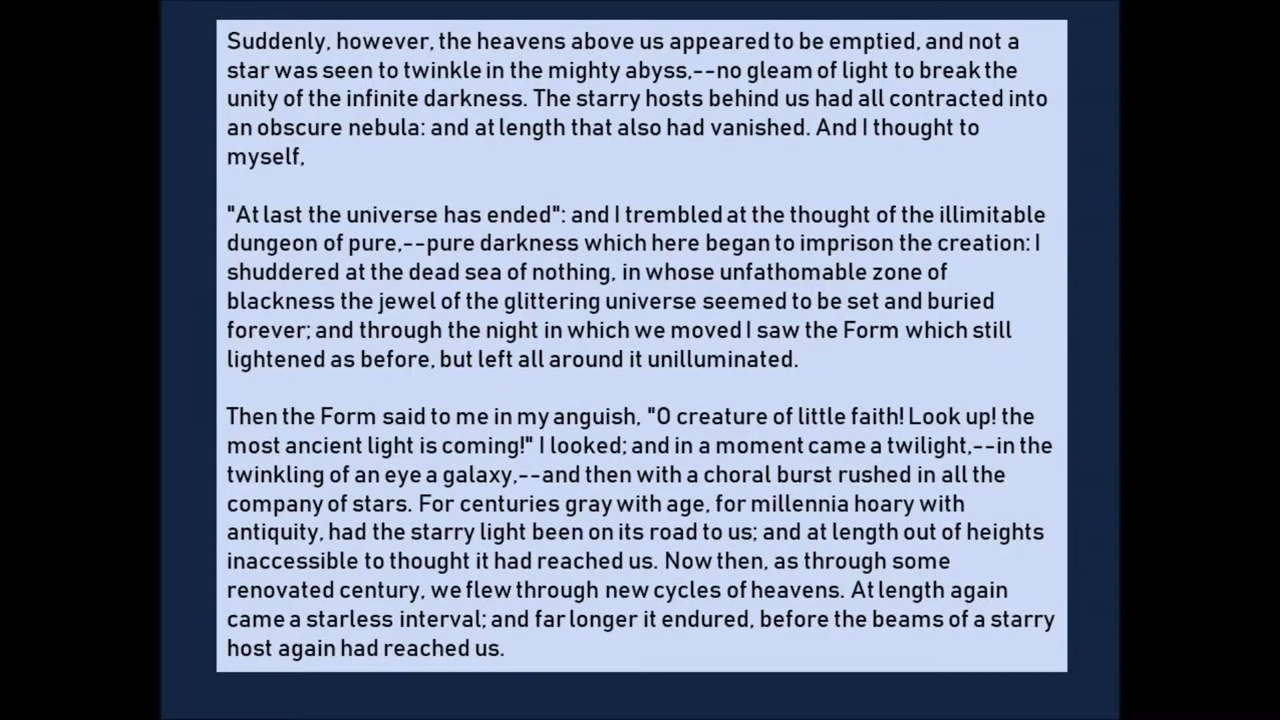 Suddenly, however, the heavens above us appeared to be emptied, and not a
star was seen to twinkle in the mighty abyss,--no gleam of light to break the
unity of the infinite darkness. The starry hosts behind us had all contracted into
an obscure nebula: and at length that also had vanished. And I thought to
myself,
"At last the universe has ended": and I trembled at the thought of the illimitable
dungeon of pure,--pure darkness which here began to imprison the creation: I
shuddered at the dead sea of nothing, in whose unfathomable zone of
blackness the jewel of the glittering universe seemed to be set and buried
forever; and through the night in which we moved I saw the Form which still
lightened as before, but left all around it unilluminated.
Then the Form said to me in my anguish, "O creature of little faith! Look up! the
most ancient light is coming!" I looked; and in a moment came a twilight,--in the
twinkling of an eye a galaxy,--and then with a choral burst rushed in all the
company of stars. For centuries gray with age, for millennia hoary with
antiquity, had the starry light been on its road to us; and at length out of heights
inaccessible to thought it had reached us. Now then, as through some
renovated century, we flew through new cycles of heavens. At length again
came a starless interval; and far longer it endured, before the beams of a starry
host again had reached us.